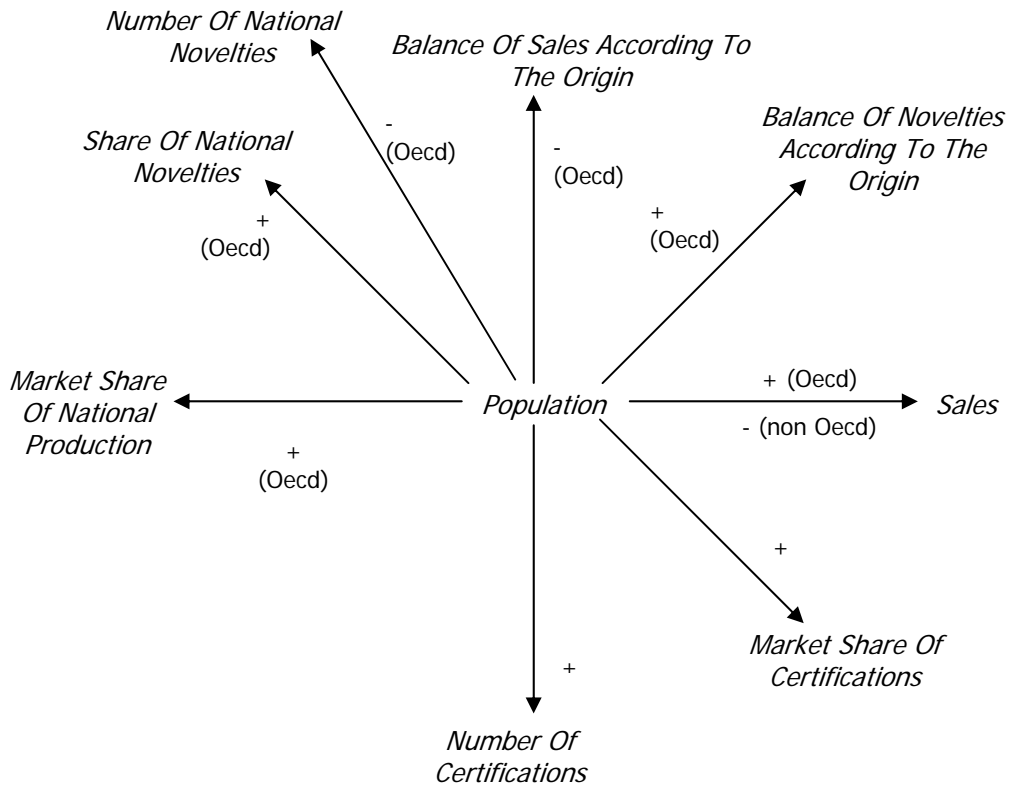 Number Of National
Novelties
Balance Of Sales According To
The Origin
Balance Of Novelties
According To The
Origin
Share Of National
Novelties
-
(Oecd)
-
(Oecd)
+
(Oecd)
+
(Oecd)
Market Share
Of National
Production
+
(Oecd)
Population
+ (Oecd)
- (non Oecd)
Sales
+
Market Share Of
Certifications
+
Number Of
Certifications